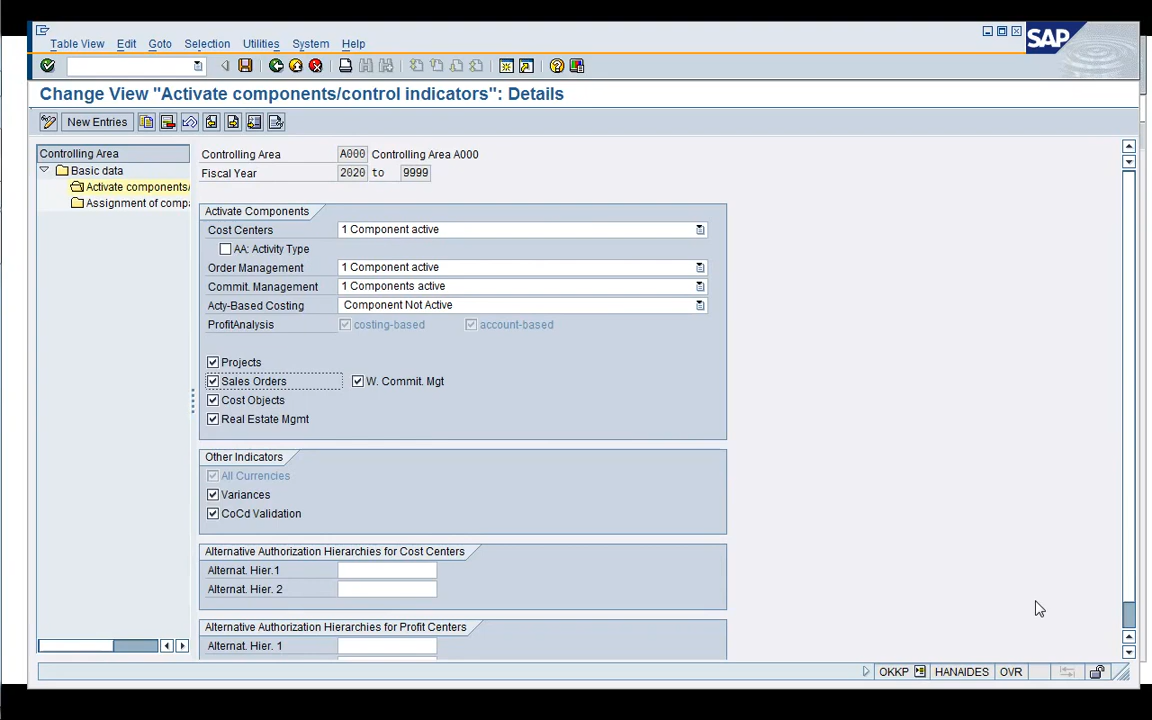 SAP
Table View Edit Goto Selection Utilities System Help
Change View "Activate components/control indicators": Details
New Entries
Controlling Area
Basic data
Activate components/
Assignment of compa
Controlling Area A000 Controlling Area A000
Fiscal Year 2020 to 9999
Activate Components
Cost Centers 1 Component active
AA: Activity Type
Order Management 1 Component active
Commit. Management 1 Components active
Acty-Based Costing Component Not Active
ProfitAnalysis costing-based account-based
Projects
Sales Orders W. Commit. Mgt
Cost Objects
Real Estate Mgmt
Other Indicators
All Currencies
Variances
CoCd Validation
Alternative Authorization Hierarchies for Cost Centers
Alternat. Hier.1
Alternat. Hier. 2
Alternative Authorization Hierarchies for Profit Centers
Alternat. Hier. 1
OKKP HANAIDES OVR